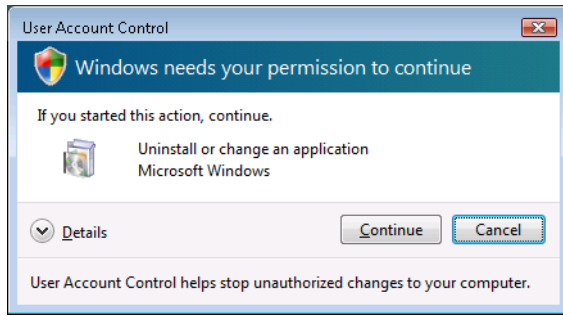 User Account Control
Windows needs your permission to continue
If you started this action, continue.
Uninstall or change an application
Microsoft Windows
Details
Continue
Cancel
User Account Control helps stop unauthorized changes to your computer.